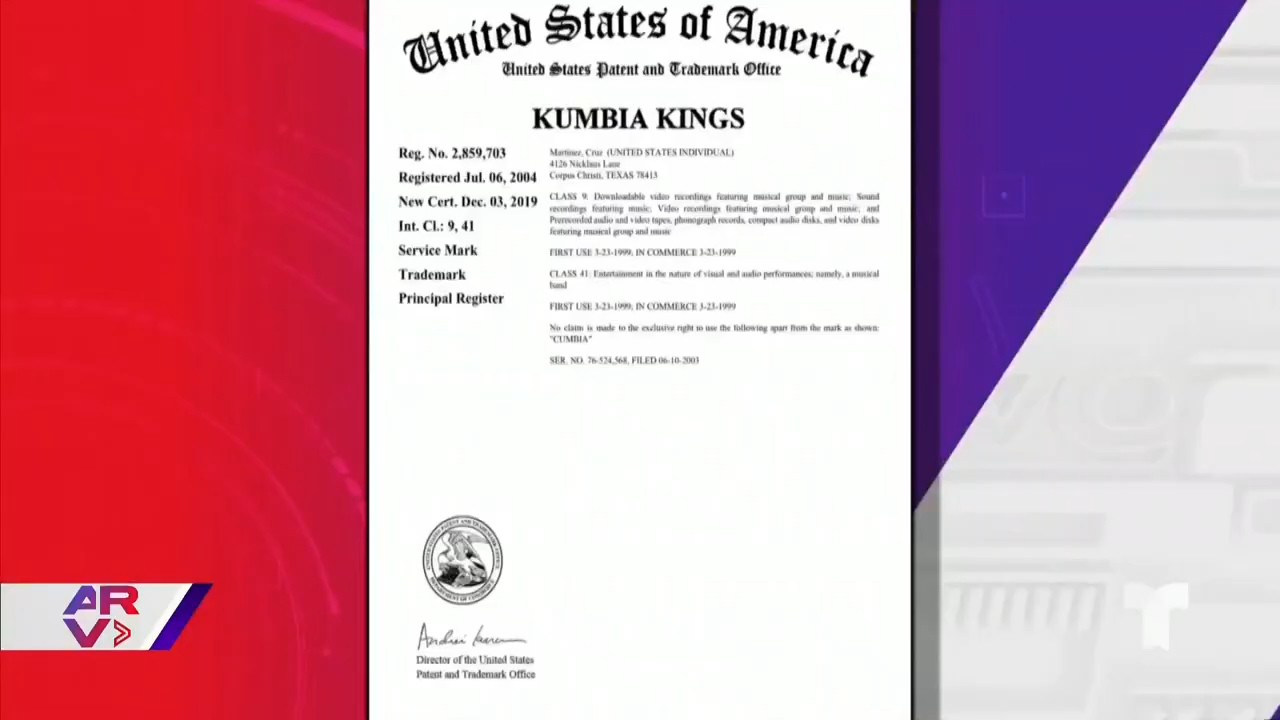 United States of America
United States Patent and Trademark Office
KUMBIA KINGS
Reg. No. 2,859,703
Registered Jul. 06, 2004
New Cert. Dec. 03, 2019
Int. Cl.: 9, 41
Service Mark
Trademark
Principal Register
Martinez, Cruz (UNITED STATES INDIVIDUAL)
4126 Nicklaus Lane
Corpus Christi, TEXAS 78413
CLASS 9: Downloadable video recordings featuring musical group and music; Sound
recordings featuring music; Video recordings featuring musical group and music; and
Prerecorded audio and video tapes, phonograph records, compact audio disks, and video disks
featuring musical group and music
FIRST USE 3-23-1999; IN COMMERCE 3-23-1999
CLASS 41: Entertainment in the nature of visual and audio performances; namely, a musical
band
FIRST USE 3-23-1999; IN COMMERCE 3-23-1999
No claim is made to the exclusive right to use the following apart from the mark as shown:
"CUMBIA"
SER. NO. 76-524,568, FILED 06-10-2003
Director of the United States
Patent and Trademark Office
ARV